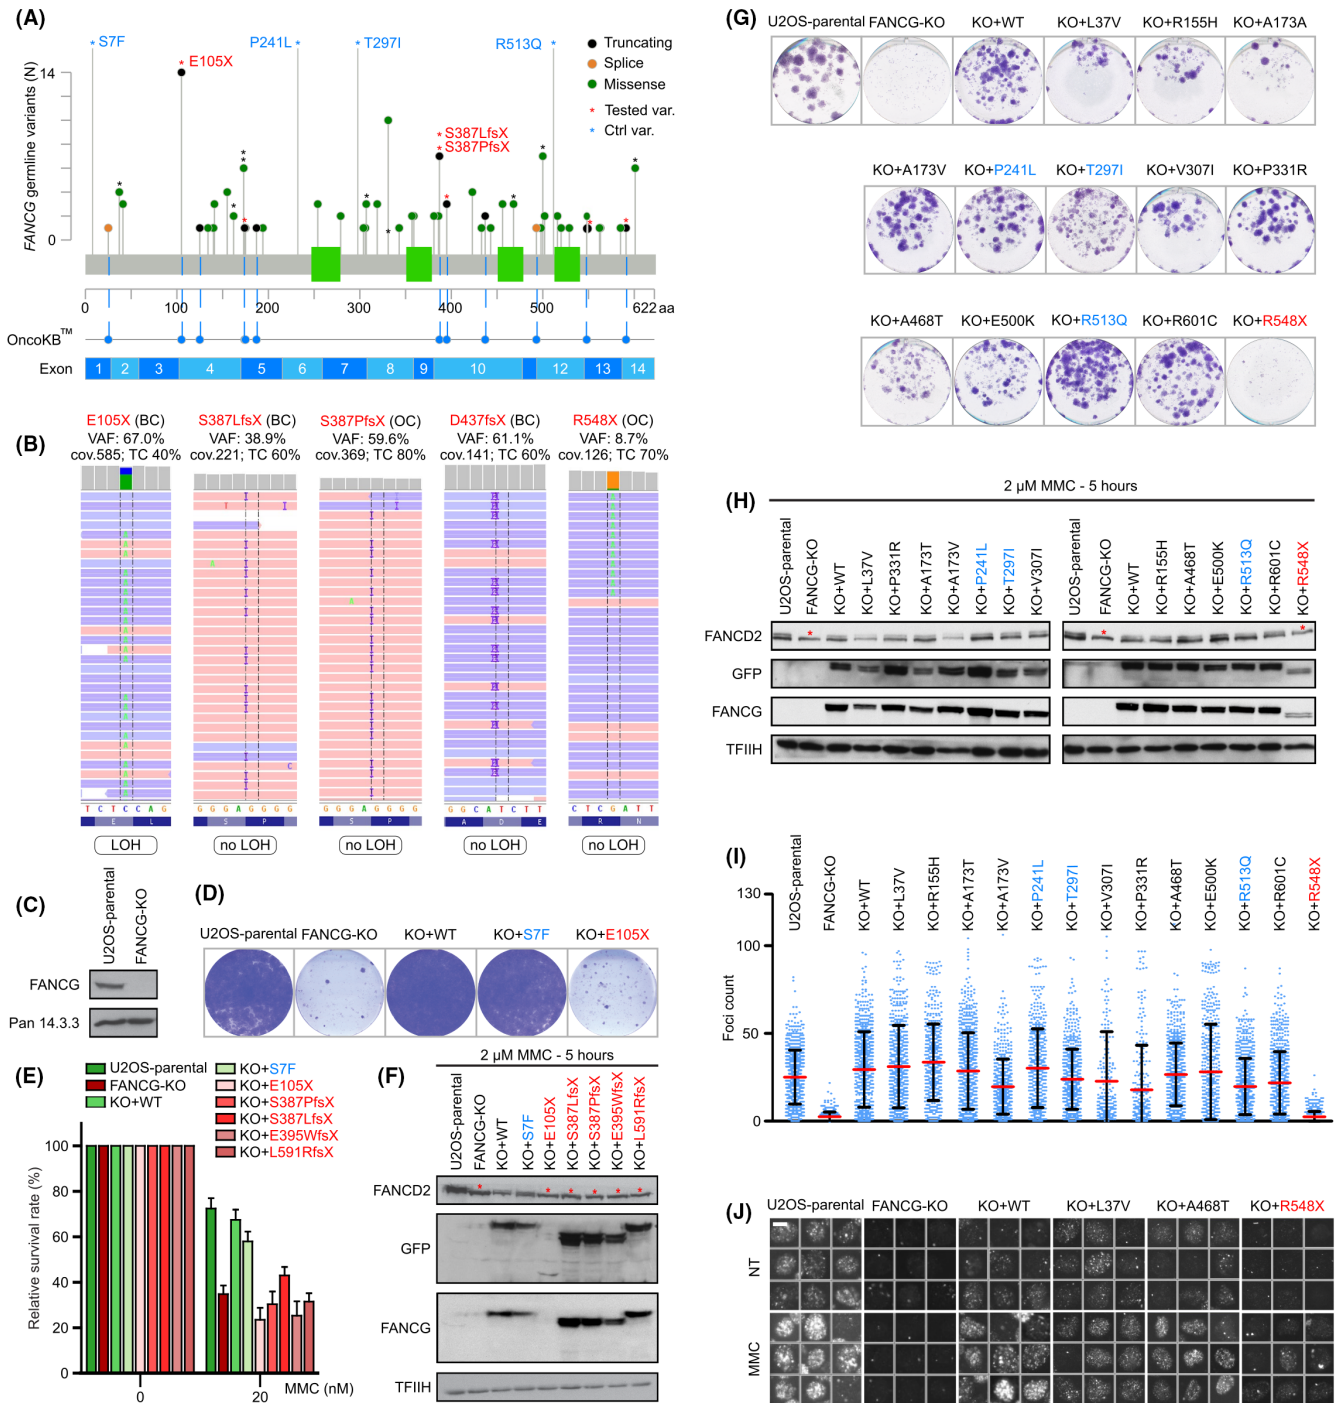 (A)
* S7F
P241L *
* T297I
R513Q *
Truncating
Splice
Missense
* Tested var.
* Ctrl var.
* E105X
* S387LfsX
* S387PfsX
FANCG germline variants (N)
14
0
0 100 200 300 400 500 622 aa
OncoKB™
Exon 1 2 3 4 5 6 7 8 9 10 12 13 14
(B)
E105X (BC)
VAF: 67.0%
cov.585; TC 40%
S387LfsX (BC)
VAF: 38.9%
cov.221; TC 60%
S387PfsX (OC)
VAF: 59.6%
cov.369; TC 80%
D437fsX (BC)
VAF: 61.1%
cov.141; TC 60%
R548X (OC)
VAF: 8.7%
cov.126; TC 70%
T C T C C A G
G G G A G G G G
G G G A G G G G
G G C A T C T T
C T C G A T T
E L
S P
S P
A D E
R N
LOH
no LOH
no LOH
no LOH
no LOH
(C)
U2OS-parental
FANCG-KO
FANCG
Pan 14.3.3
(D)
U2OS-parental FANCG-KO KO+WT KO+S7F KO+E105X
(E)
U2OS-parental
FANCG-KO
KO+WT
KO+S7F
KO+E105X
KO+S387PfsX
KO+S387LfsX
KO+E395WfsX
KO+L591RfsX
Relative survival rate (%)
100
80
60
40
20
0
0 20 MMC (nM)
(F)
2 µM MMC - 5 hours
U2OS-parental
FANCG-KO
KO+WT
KO+S7F
KO+E105X
KO+S387LfsX
KO+S387PfsX
KO+E395WfsX
KO+L591RfsX
FANCD2
GFP
FANCG
TFIIH
(G)
U2OS-parental FANCG-KO KO+WT KO+L37V KO+R155H KO+A173A
KO+A173V KO+P241L KO+T297I KO+V307I KO+P331R
KO+A468T KO+E500K KO+R513Q KO+R601C KO+R548X
(H)
2 µM MMC - 5 hours
U2OS-parental
FANCG-KO
KO+WT
KO+L37V
KO+P331R
KO+A173T
KO+A173V
KO+P241L
KO+T297I
KO+V307I
U2OS-parental
FANCG-KO
KO+WT
KO+R155H
KO+A468T
KO+E500K
KO+R513Q
KO+R601C
KO+R548X
FANCD2
GFP
FANCG
TFIIH
(I)
U2OS-parental
FANCG-KO
KO+WT
KO+L37V
KO+R155H
KO+A173T
KO+A173V
KO+P241L
KO+T297I
KO+V307I
KO+P331R
KO+A468T
KO+E500K
KO+R513Q
KO+R601C
KO+R548X
Foci count
130
100
50
0
(J)
U2OS-parental FANCG-KO KO+WT KO+L37V KO+A468T KO+R548X
NT
MMC